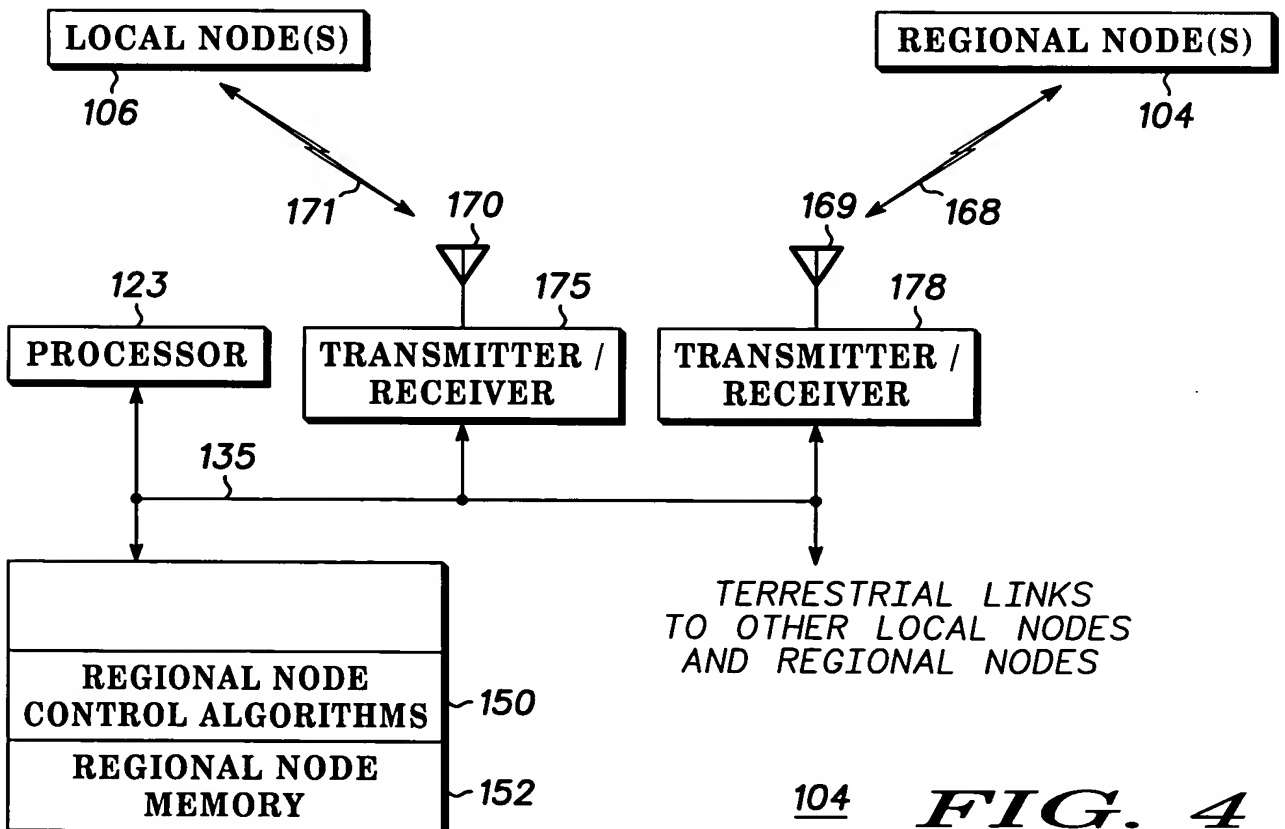 LOCAL NODE(S)
REGIONAL NODE(S)
106
104
171
170
169
168
123
175
178
PROCESSOR
TRANSMITTER /
RECEIVER
TRANSMITTER /
RECEIVER
135
TERRESTRIAL LINKS
TO OTHER LOCAL NODES
AND REGIONAL NODES
REGIONAL NODE
CONTROL ALGORITHMS
150
REGIONAL NODE
MEMORY
152
104 FIG. 4